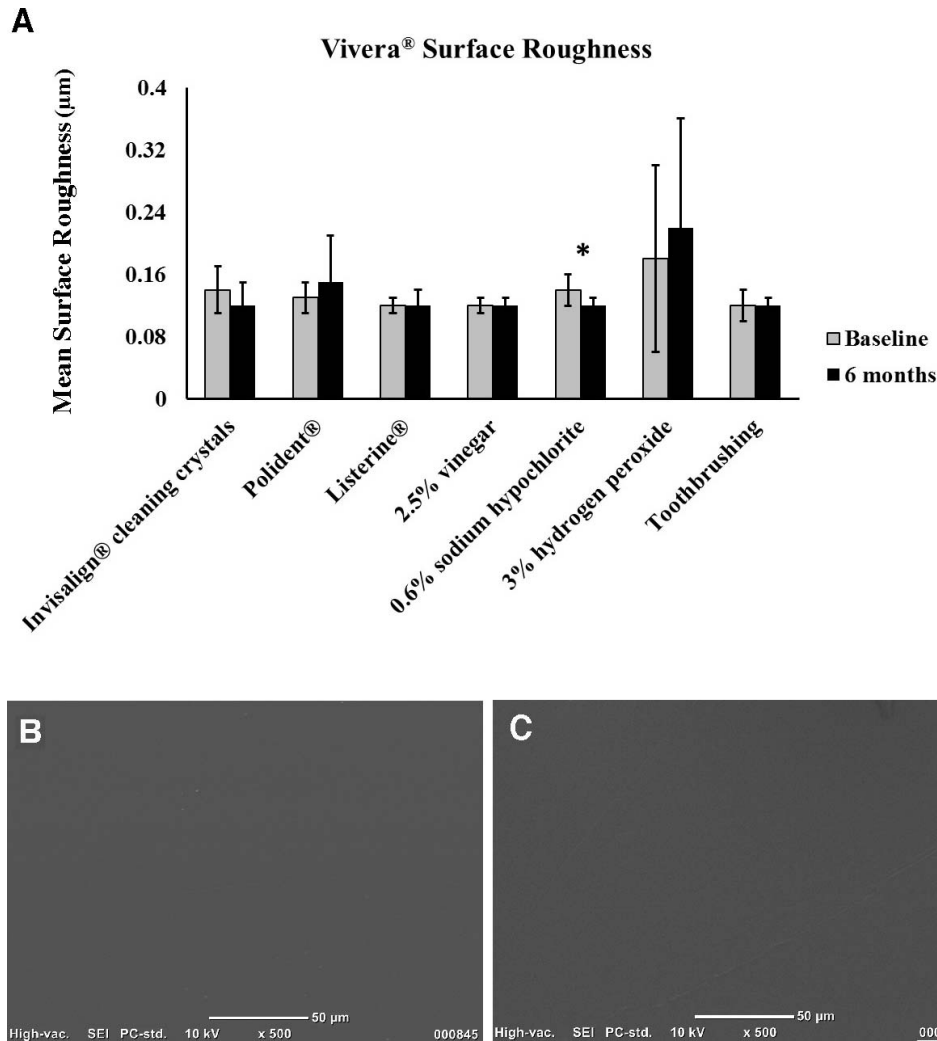 A
Vivera® Surface Roughness
Mean Surface Roughness (µm)
0.4
0.32
0.24
0.16
0.08
0
*
Baseline
6 months
Invisalign® cleaning crystals
Polident®
Listerine®
2.5% vinegar
0.6% sodium hypochlorite
3% hydrogen peroxide
Toothbrushing
B
50 µm
High-vac. SEI PC-std. 10 kV x 500 000845
C
50 µm
High-vac. SEI PC-std. 10 kV x 500 000